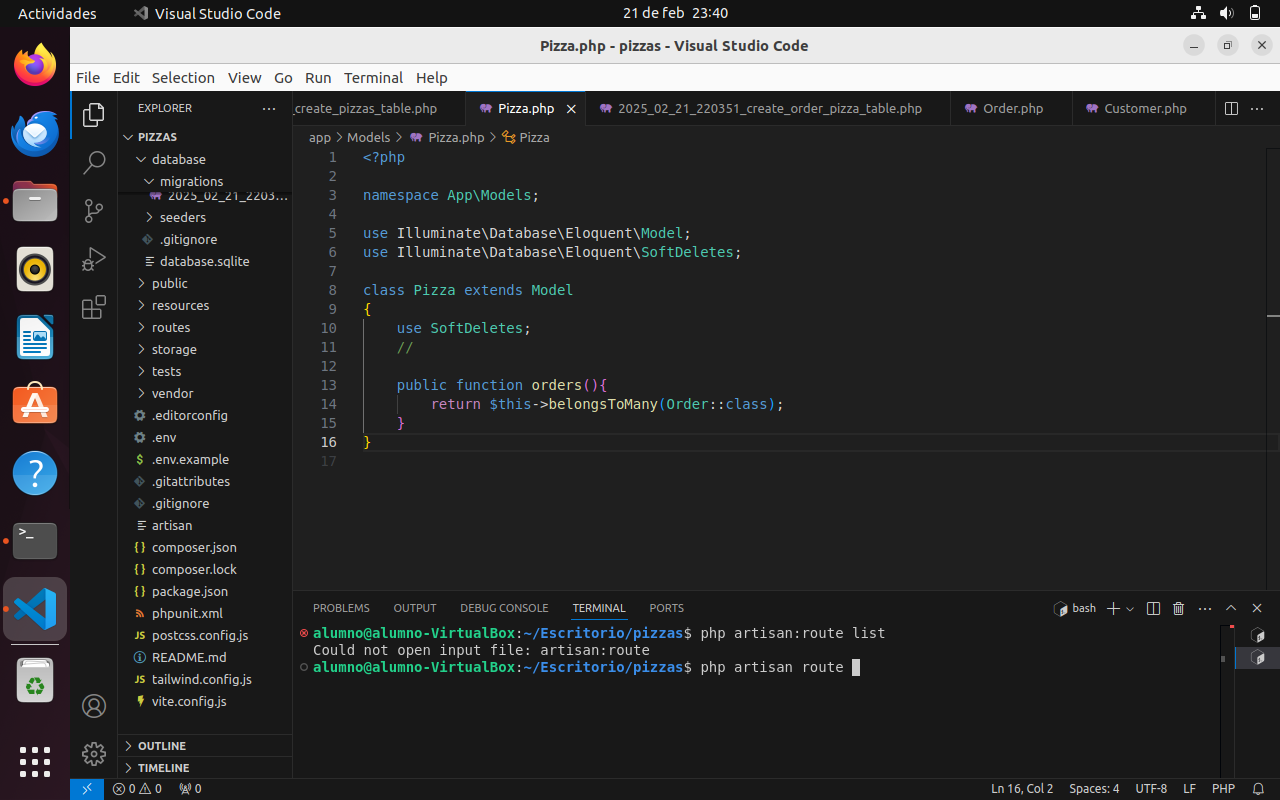 Actividades
Visual Studio Code
21 de feb 23:40
Pizza.php - pizzas - Visual Studio Code
File Edit Selection View Go Run Terminal Help
EXPLORER
_create_pizzas_table.php
Pizza.php
2025_02_21_220351_create_order_pizza_table.php
Order.php
Customer.php
PIZZAS
database
migrations
2025_02_21_2203...
seeders
.gitignore
database.sqlite
public
resources
routes
storage
tests
vendor
.editorconfig
.env
.env.example
.gitattributes
.gitignore
artisan
composer.json
composer.lock
package.json
phpunit.xml
postcss.config.js
README.md
tailwind.config.js
vite.config.js
OUTLINE
TIMELINE
app > Models > Pizza.php > Pizza
1 <?php
2
3 namespace App\Models;
4
5 use Illuminate\Database\Eloquent\Model;
6 use Illuminate\Database\Eloquent\SoftDeletes;
7
8 class Pizza extends Model
9 {
10 use SoftDeletes;
11 //
12
13 public function orders(){
14 return $this->belongsToMany(Order::class);
15 }
16 }
17
PROBLEMS OUTPUT DEBUG CONSOLE TERMINAL PORTS
bash
alumno@alumno-VirtualBox:~/Escritorio/pizzas$ php artisan:route list
Could not open input file: artisan:route
alumno@alumno-VirtualBox:~/Escritorio/pizzas$ php artisan route
0 0 0
Ln 16, Col 2 Spaces: 4 UTF-8 LF PHP